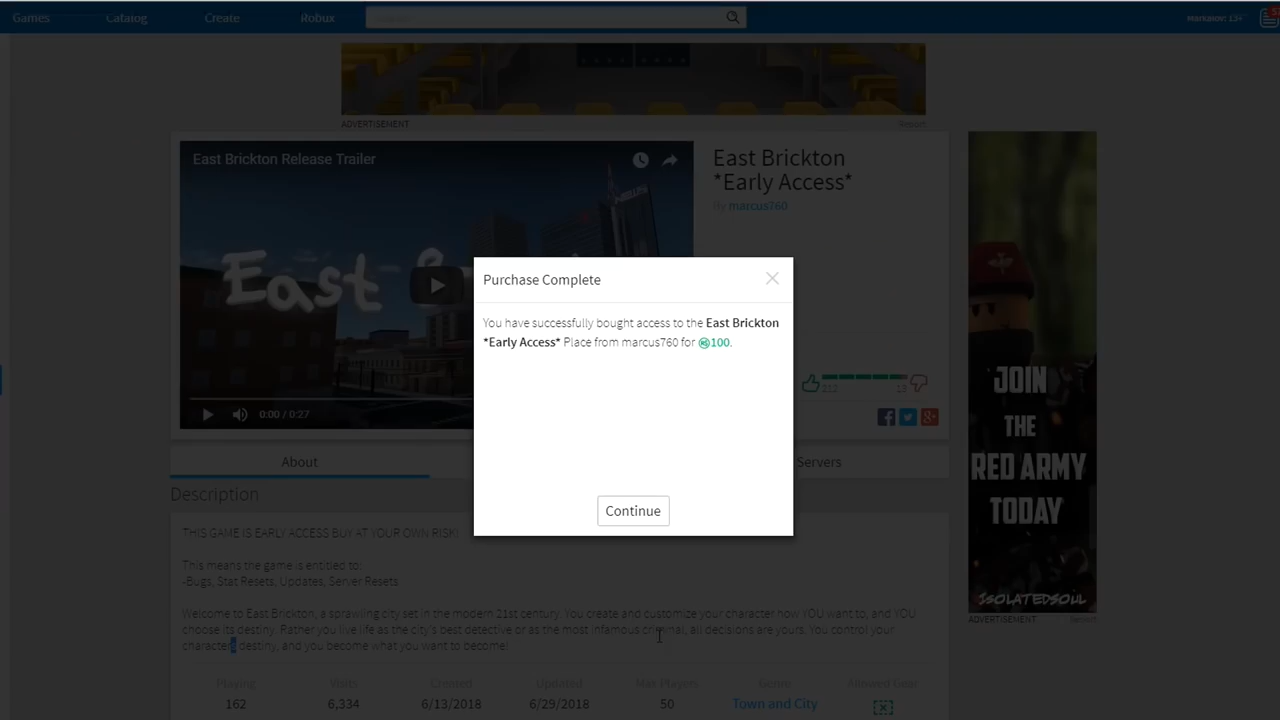 Games Catalog Create Robux
13+
ADVERTISEMENT Report
East Brickton Release Trailer
East
East Brickton
*Early Access*
By marcus760
Purchase Complete
You have successfully bought access to the East Brickton
*Early Access* Place from marcus760 for 100.
Continue
0:00 / 0:27
212 15
JOIN
THE
RED ARMY
TODAY
ISOLATEDSOUL
ADVERTISEMENT Report
About Servers
Description
THIS GAME IS EARLY ACCESS BUY AT YOUR OWN RISK!
This means the game is entitled to:
-Bugs, Stat Resets, Updates, Server Resets
Welcome to East Brickton, a sprawling city set in the modern 21st century. You create and customize your character how YOU want to, and YOU
choose its destiny. Rather you live life as the city's best detective or as the most infamous criminal, all decisions are yours. You control your
characters destiny, and you become what you want to become!
Playing Visits Created Updated Max Players Genre Allowed Gear
162 6,334 6/13/2018 6/29/2018 50 Town and City